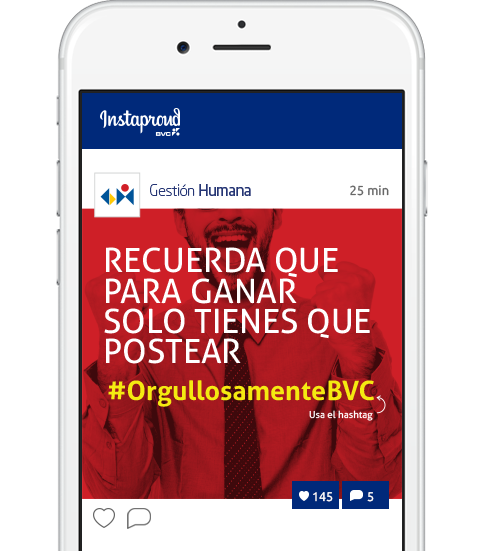 Instaproud
BVC
Gestión Humana
25 min
RECUERDA QUE
PARA GANAR
SOLO TIENES QUE
POSTEAR
#OrgullosamenteBVC
Usa el hashtag
145
5